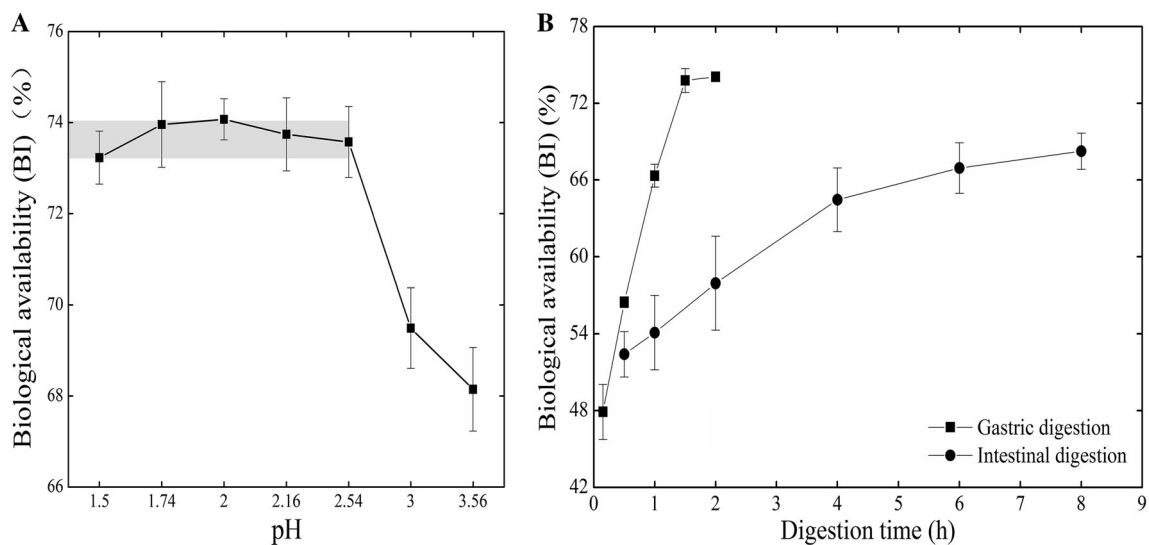 A
Biological availability (BI) (%)
76
74
72
70
68
66
1.5 1.74 2 2.16 2.54 3 3.56
pH
B
Biological availability (BI) (%)
78
72
66
60
54
48
42
Gastric digestion
Intestinal digestion
0 1 2 3 4 5 6 7 8 9
Digestion time (h)